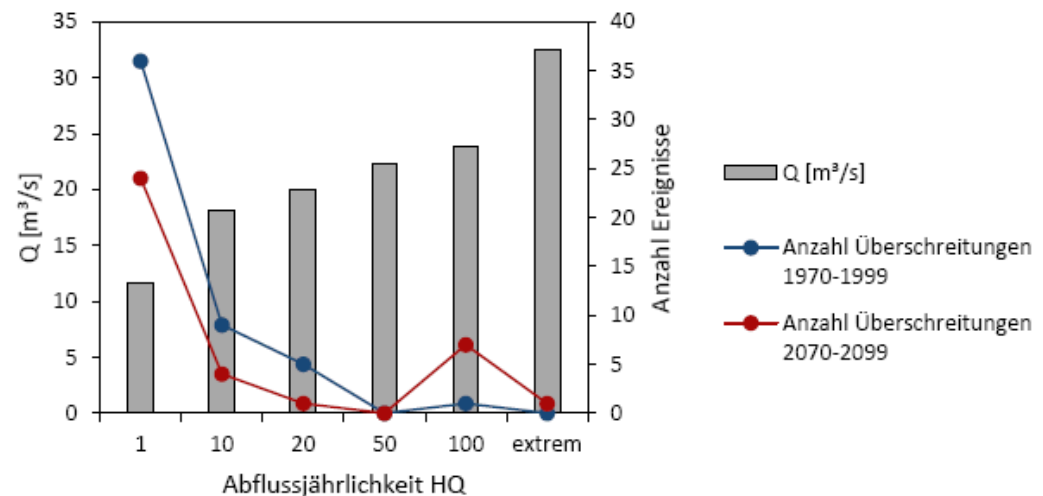 35
30
25
20
15
10
5
0
Q [m³/s]
40
35
30
25
20
15
10
5
0
Anzahl Ereignisse
1 10 20 50 100 extrem
Abflussjährlichkeit HQ
Q [m³/s]
Anzahl Überschreitungen
1970-1999
Anzahl Überschreitungen
2070-2099